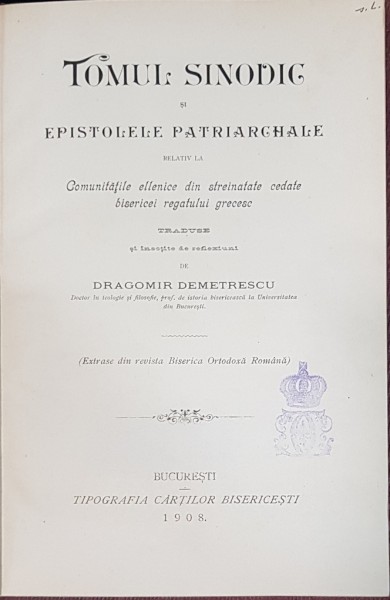 TOMUL SINODIC
ŞI
EPISTOLELE PATRIARCHALE
RELATIV LA
Comunităţile ellenice din streinatate cedate
bisericei regatului grecesc
TRADUSE
şi însoţite de reflexiuni
DE
DRAGOMIR DEMETRESCU
Doctor în teologie şi filosofie, prof. de istoria bisericească la Universitatea
din Bucureşti.
(Extrase din revista Biserica Ortodoxă Română)
BUCUREŞTI
TIPOGRAFIA CĂRŢILOR BISERICEŞTI
1908.